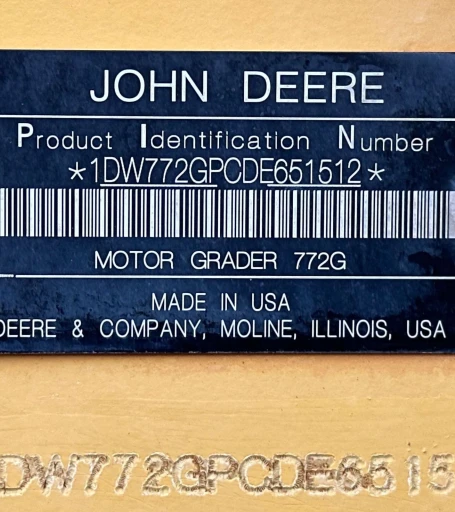 JOHN DEERE
Product Identification Number
*1DW772GPCDE651512*
MOTOR GRADER 772G
MADE IN USA
DEERE & COMPANY, MOLINE, ILLINOIS, USA
DW772GPCDE6515